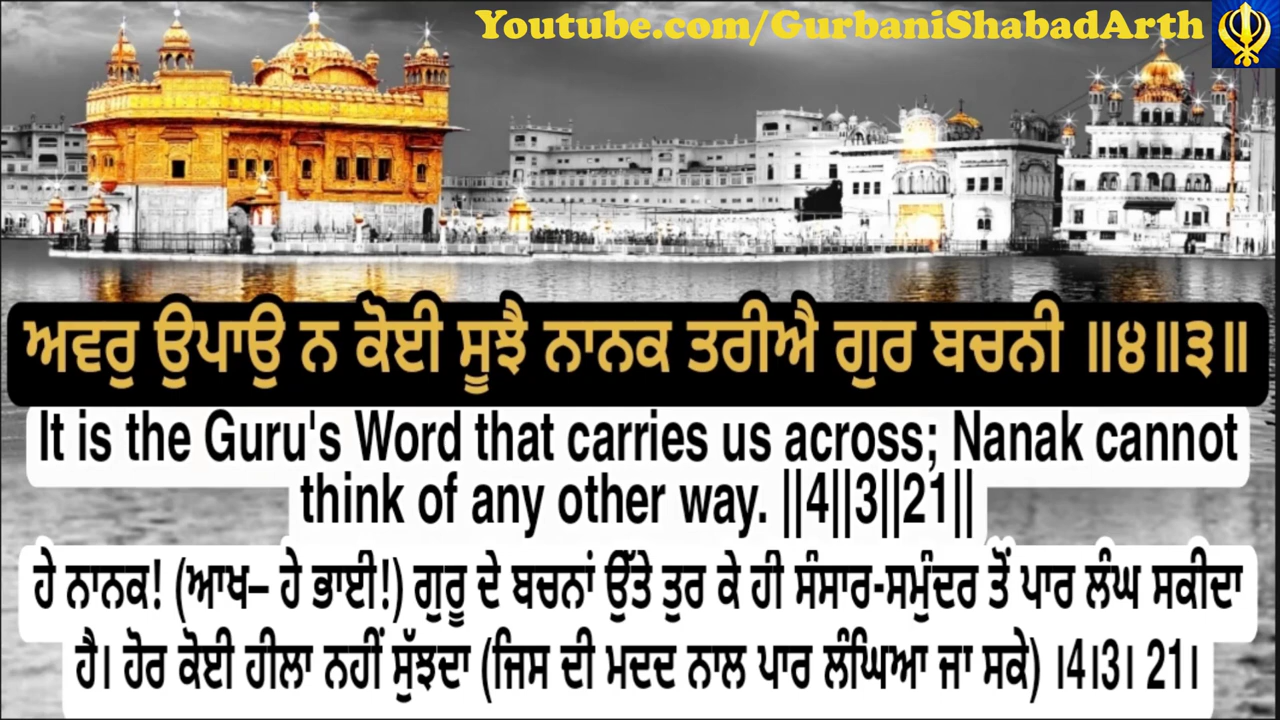 Youtube.com/GurbaniShabadArth
ਅਵਰੁ ਉਪਾਉ ਨ ਕੋਈ ਸੂਝੈ ਨਾਨਕ ਤਰੀਐ ਗੁਰ ਬਚਨੀ ॥੪॥੩॥
It is the Guru's Word that carries us across; Nanak cannot
think of any other way. ||4||3||21||
ਹੇ ਨਾਨਕ! (ਆਖ– ਹੇ ਭਾਈ!) ਗੁਰੂ ਦੇ ਬਚਨਾਂ ਉੱਤੇ ਤੁਰ ਕੇ ਹੀ ਸੰਸਾਰ-ਸਮੁੰਦਰ ਤੋਂ ਪਾਰ ਲੰਘ ਸਕੀਦਾ
ਹੈ। ਹੋਰ ਕੋਈ ਹੀਲਾ ਨਹੀਂ ਸੁੱਝਦਾ (ਜਿਸ ਦੀ ਮਦਦ ਨਾਲ ਪਾਰ ਲੰਘਿਆ ਜਾ ਸਕੇ) ।4।3। 21।